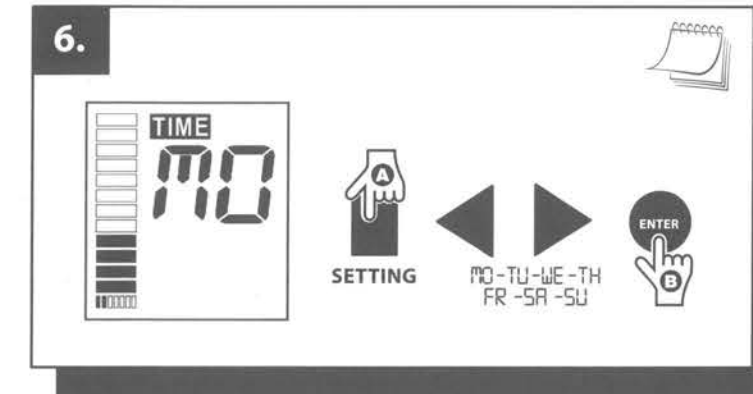 6.
TIME
MO
A
SETTING
MO-TU-WE-TH
FR-SA-SU
ENTER
B